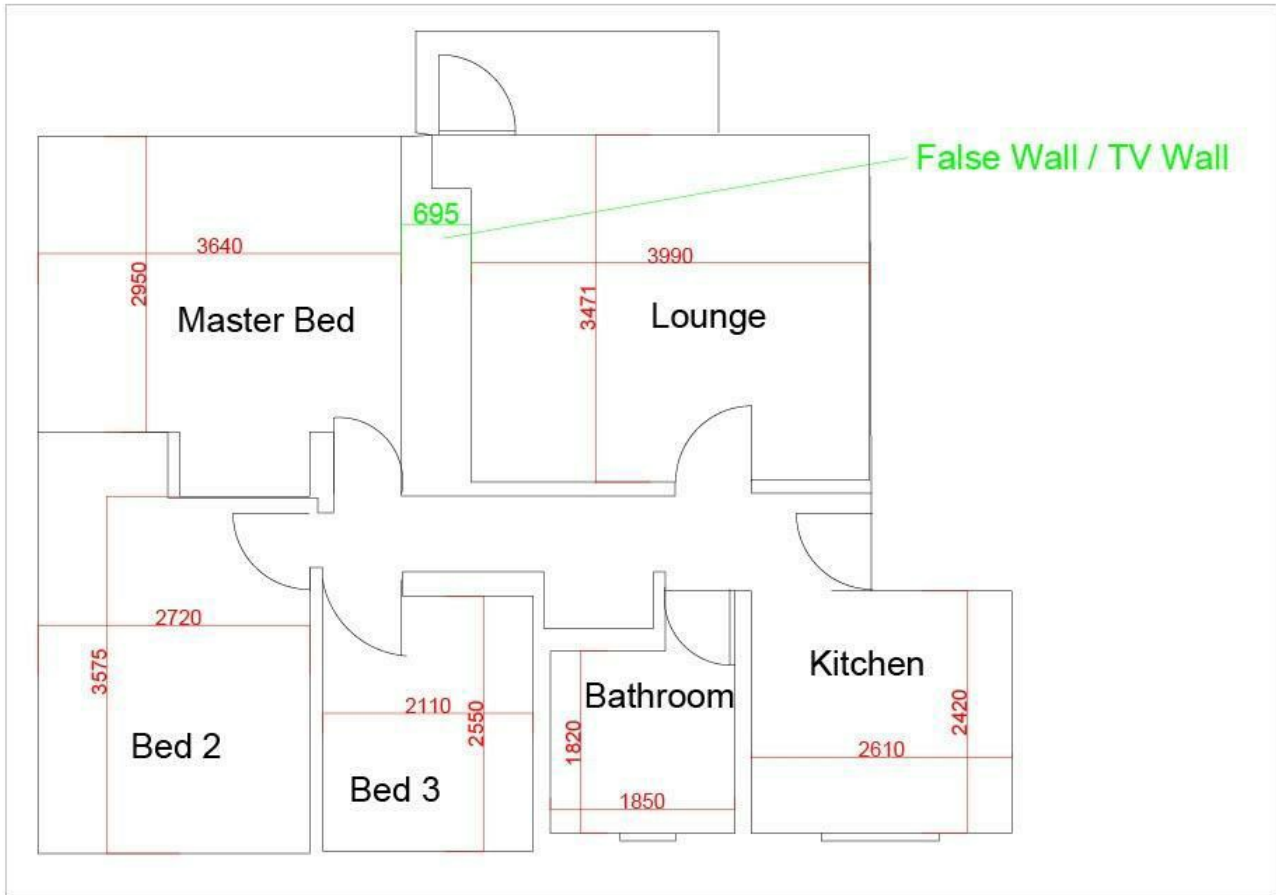 False Wall / TV Wall
695
3640
3990
2950
3471
Master Bed
Lounge
2720
3575
Kitchen
Bathroom
2110
2550
2420
1820
Bed 2
2610
Bed 3
1850